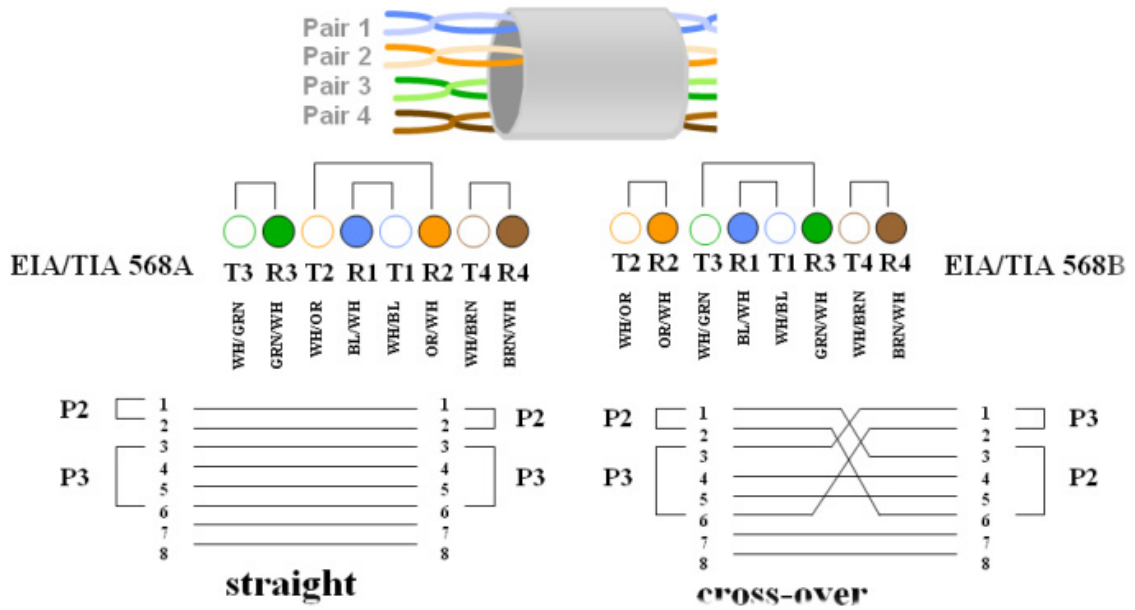 Pair 1
Pair 2
Pair 3
Pair 4
EIA/TIA 568A
T3 R3 T2 R1 T1 R2 T4 R4
WH/GRN GRN/WH WH/OR BL/WH WH/BL OR/WH WH/BRN BRN/WH
T2 R2 T3 R1 T1 R3 T4 R4
EIA/TIA 568B
WH/OR OR/WH WH/GRN BL/WH WH/BL GRN/WH WH/BRN BRN/WH
P2
P3
1
2
3
4
5
6
7
8
1
2
3
4
5
6
7
8
P2
P3
straight
P2
P3
1
2
3
4
5
6
7
8
1
2
3
4
5
6
7
8
P3
P2
cross-over